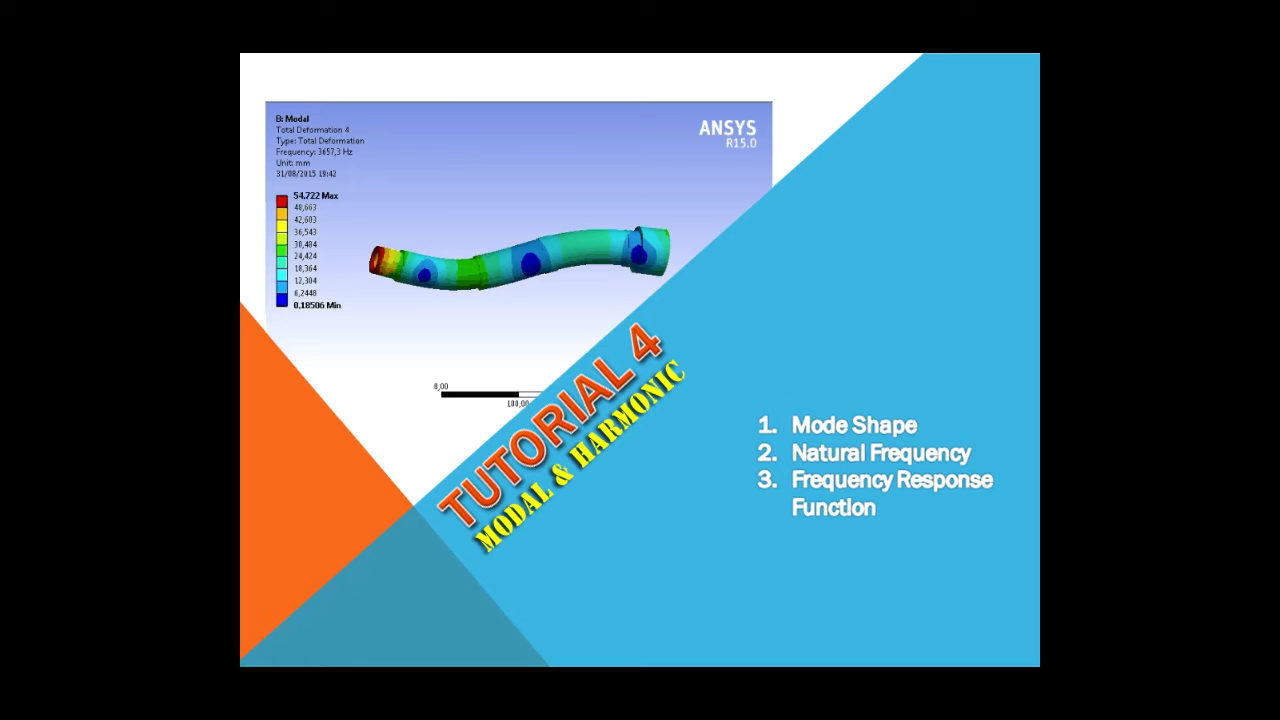 B: Modal
Total Deformation 4
Type: Total Deformation
Frequency: 3657,3 Hz
Unit: mm
31/08/2015 19:42
ANSYS
R15.0
54,722 Max
48,663
42,603
36,543
30,484
24,424
18,364
12,304
6,2448
0,18506 Min
0,00
100,00
TUTORIAL 4
MODAL & HARMONIC
1. Mode Shape
2. Natural Frequency
3. Frequency Response
Function